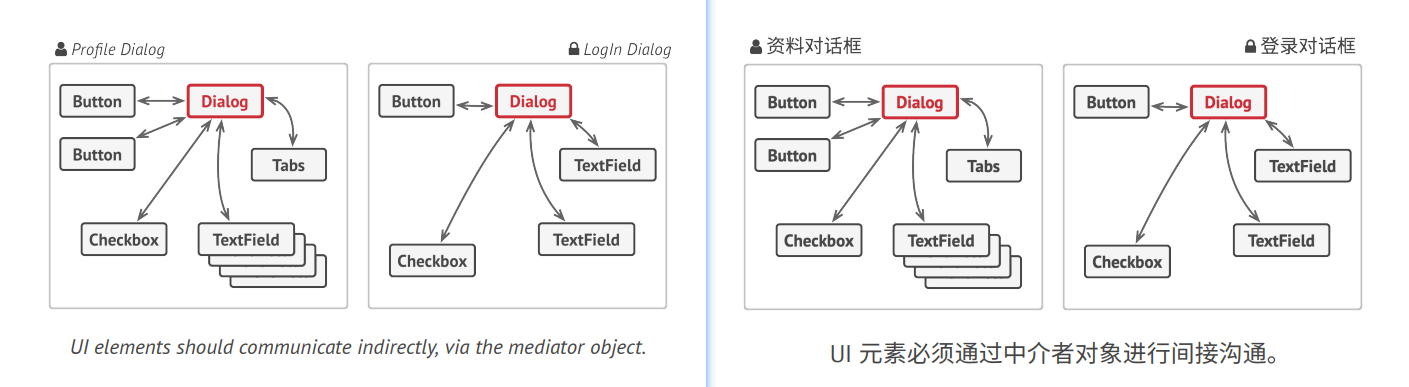 Profile Dialog
LogIn Dialog
Button
Dialog
Button
Tabs
Checkbox
TextField
Button
Dialog
TextField
TextField
Checkbox
UI elements should communicate indirectly, via the mediator object.
资料对话框
登录对话框
Button
Dialog
Button
Tabs
Checkbox
TextField
Button
Dialog
TextField
TextField
Checkbox
UI 元素必须通过中介者对象进行间接沟通。